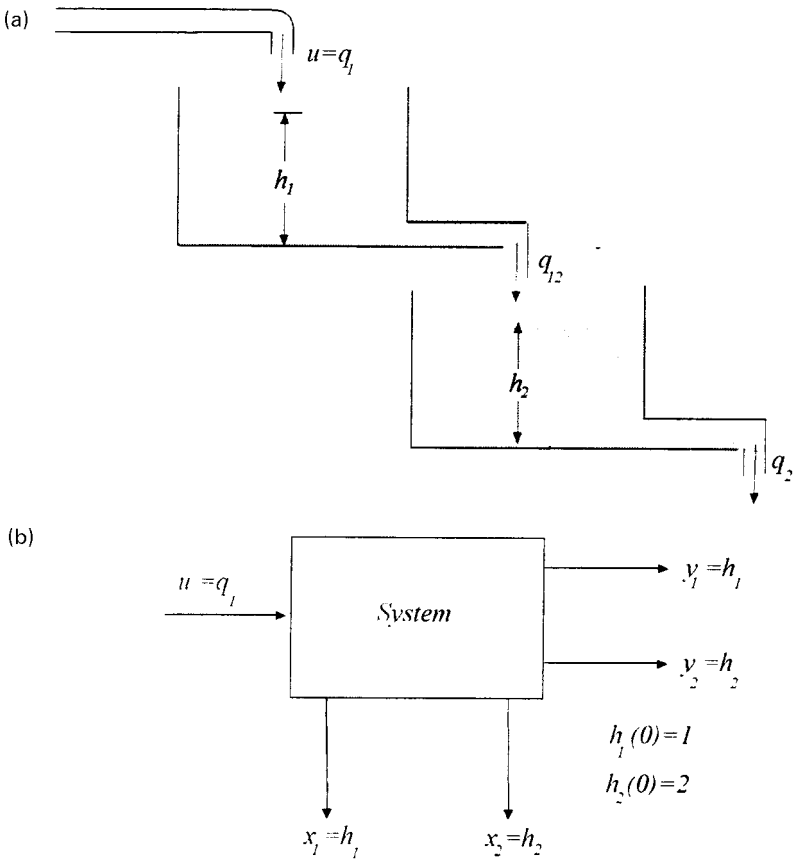 (a)
u=q₁
h₁
q₁₂
h₂
q₂
(b)
u =q₁
System
y₁ =h₁
y₂ =h₂
h₁(0)=1
h₂(0)=2
x₁ =h₁
x₂ =h₂